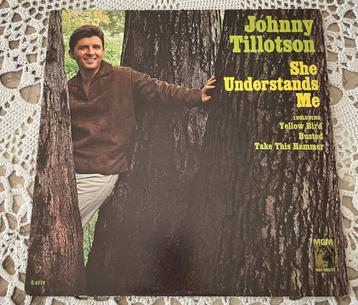 Johnny
Tillotson
She
Understands
Me
INCLUDING:
Yellow Bird
Busted
Take This Hammer
MGM